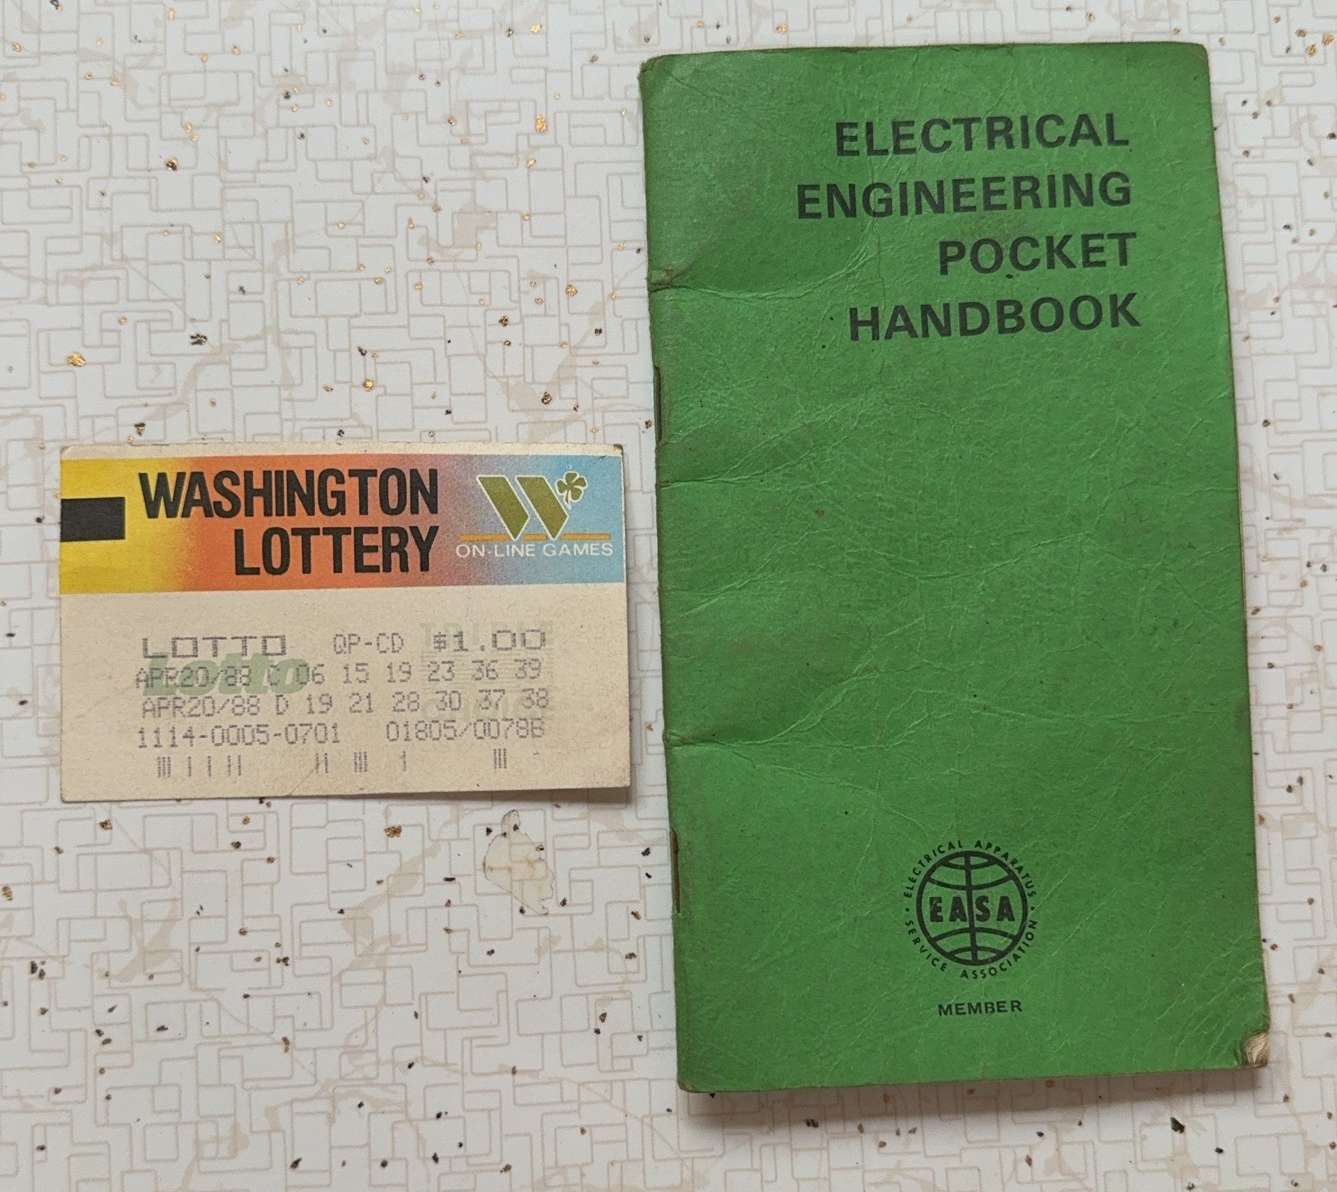 WASHINGTON
LOTTERY
ON-LINE GAMES
LOTTO QP-CD $1.00
Lotto
APR20/88 C 06 15 19 23 36 39
APR20/88 D 19 21 28 30 37 38
1114-0005-0701 01805/0078B
ELECTRICAL
ENGINEERING
POCKET
HANDBOOK
ELECTRICAL APPARATUS
EASA
SERVICE ASSOCIATION
MEMBER